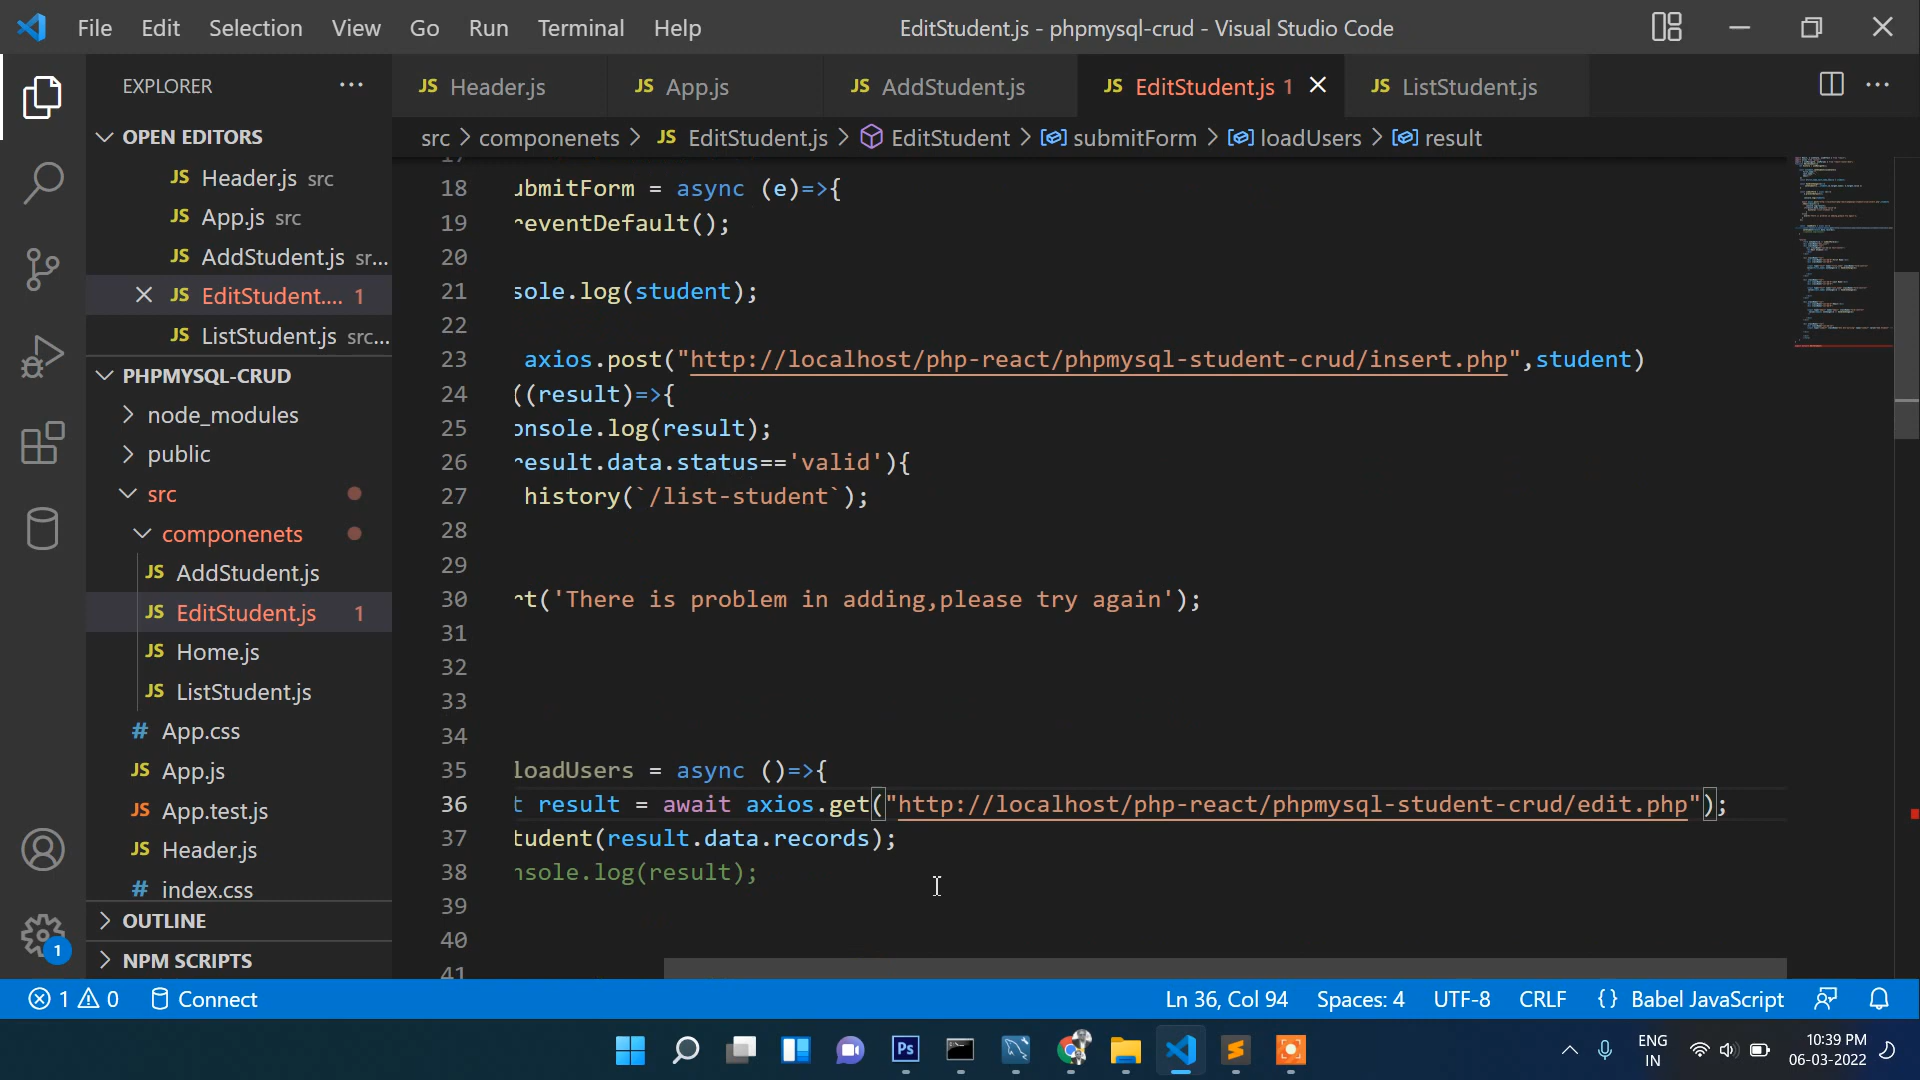 File Edit Selection View Go Run Terminal Help EditStudent.js - phpmysql-crud - Visual Studio Code
EXPLORER
JS Header.js JS App.js JS AddStudent.js JS EditStudent.js 1 JS ListStudent.js
OPEN EDITORS
JS Header.js src
JS App.js src
JS AddStudent.js sr...
JS EditStudent.... 1
JS ListStudent.js src...
PHPMYSQL-CRUD
node_modules
public
src
componenets
JS AddStudent.js
JS EditStudent.js 1
JS Home.js
JS ListStudent.js
# App.css
JS App.js
JS App.test.js
JS Header.js
# index.css
OUTLINE
NPM SCRIPTS
src > componenets > JS EditStudent.js > EditStudent > submitForm > loadUsers > result
17
18 ubmitForm = async (e)=>{
19 reventDefault();
20
21 sole.log(student);
22
23 axios.post("http://localhost/php-react/phpmysql-student-crud/insert.php",student)
24 ((result)=>{
25 onsole.log(result);
26 result.data.status=='valid'){
27 history(`/list-student`);
28
29
30 rt('There is problem in adding,please try again');
31
32
33
34
35 loadUsers = async ()=>{
36 t result = await axios.get("http://localhost/php-react/phpmysql-student-crud/edit.php");
37 tudent(result.data.records);
38 nsole.log(result);
39
40
41
1
1 0 Connect Ln 36, Col 94 Spaces: 4 UTF-8 CRLF {} Babel JavaScript
Ps
ENG
IN
10:39 PM
06-03-2022